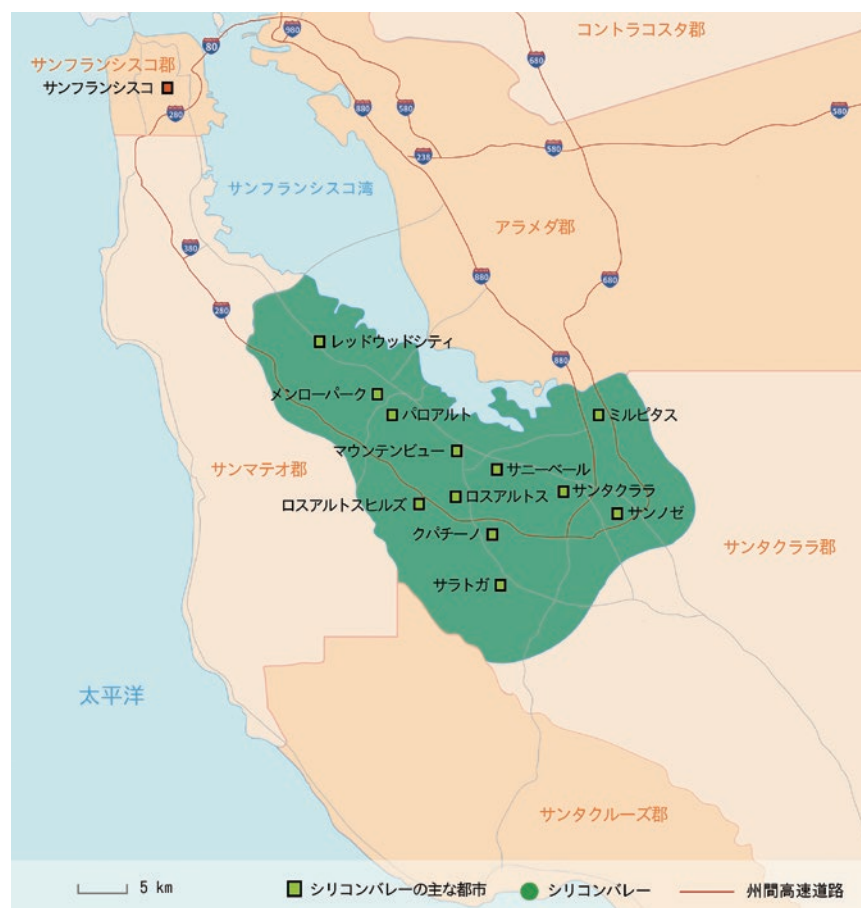 コントラコスタ郡
サンフランシスコ郡
サンフランシスコ
80
980
680
280
880
580
580
238
580
サンフランシスコ湾
アラメダ郡
380
880
680
280
レッドウッドシティ
880
メンローパーク
パロアルト
ミルピタス
マウンテンビュー
サニーベール
サンマテオ郡
ロスアルトスヒルズ
ロスアルトス
サンタクララ
サンノゼ
クパチーノ
サンタクララ郡
サラトガ
太平洋
サンタクルーズ郡
5 km
シリコンバレーの主な都市
シリコンバレー
州間高速道路